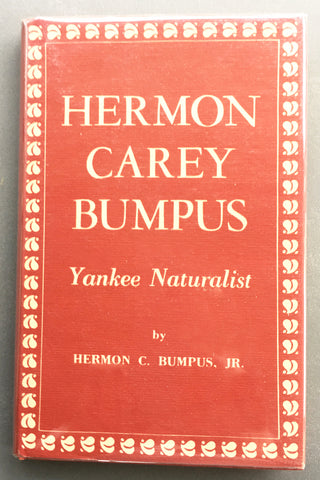 HERMON
CAREY
BUMPUS
Yankee Naturalist
by
HERMON C. BUMPUS, JR.